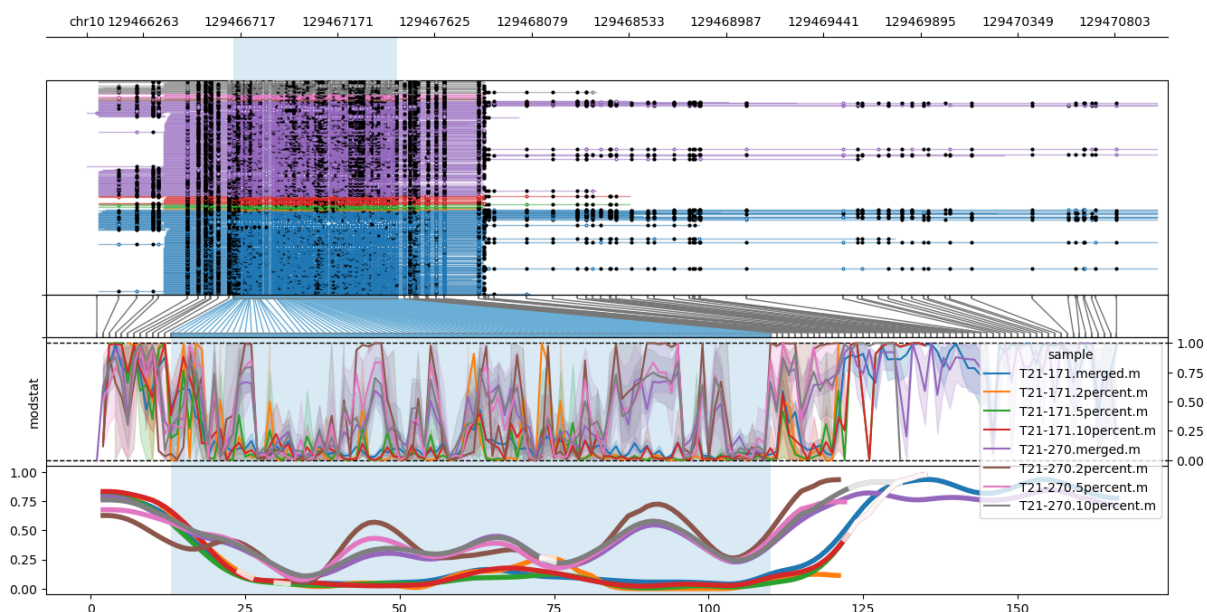 chr10 129466263 129466717 129467171 129467625 129468079 129468533 129468987 129469441 129469895 129470349 129470803
modstat
1.00
0.75
0.50
0.25
0.00
sample
T21-171.merged.m
T21-171.2percent.m
T21-171.5percent.m
T21-171.10percent.m
T21-270.merged.m
T21-270.2percent.m
T21-270.5percent.m
T21-270.10percent.m
1.00
0.75
0.50
0.25
0.00
0 25 50 75 100 125 150